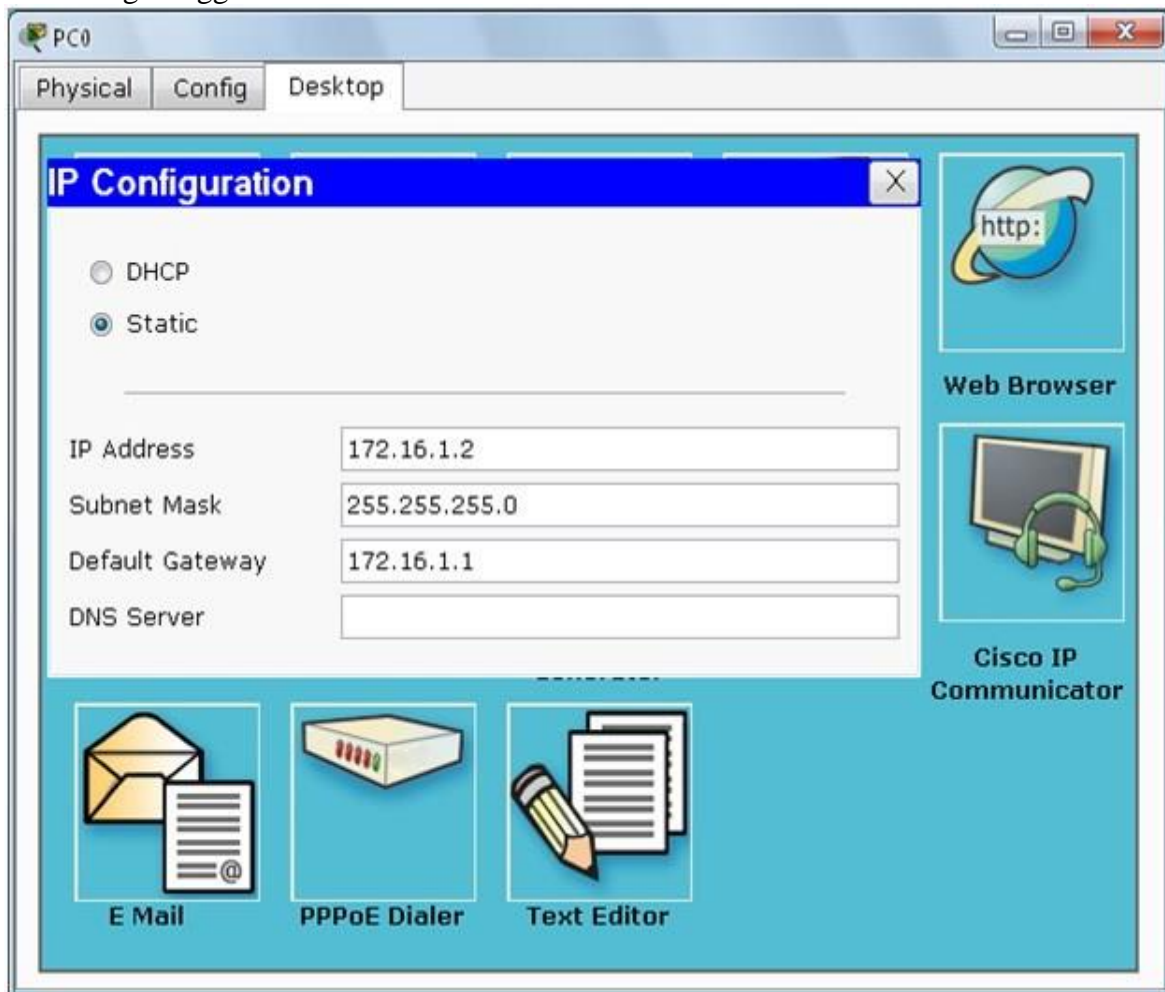 PC0
Physical Config Desktop
IP Configuration
X
DHCP
Static
IP Address 172.16.1.2
Subnet Mask 255.255.255.0
Default Gateway 172.16.1.1
DNS Server
http:
Web Browser
Cisco IP
Communicator
@
E Mail PPPoE Dialer Text Editor